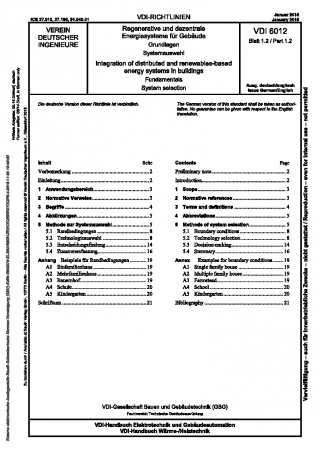 ICS 27.015, 27.190, 91.040.01
VDI-RICHTLINIEN
Januar 2016
January 2016
VEREIN
DEUTSCHER
INGENIEURE
Regenerative und dezentrale
Energiesysteme für Gebäude
Grundlagen
Systemauswahl
Integration of distributed and renewables-based
energy systems in buildings
Fundamentals
System selection
VDI 6012
Blatt 1.2 / Part 1.2
Ausg. deutsch/englisch
Issue German/English
Die deutsche Version dieser Richtlinie ist verbindlich.
The German version of this standard shall be taken as authori-
tative. No guarantee can be given with respect to the English
translation.
Inhalt Seite
Vorbemerkung 2
Einleitung 2
1 Anwendungsbereich 3
2 Normative Verweise 3
3 Begriffe 4
4 Abkürzungen 5
5 Methoden zur Systemauswahl 5
5.1 Randbedingungen 8
5.2 Technologieauswahl 11
5.3 Entscheidungsfindung 14
5.4 Zusammenfassung 16
Anhang Beispiele für Randbedingungen 19
A1 Einfamilienhaus 19
A2 Mehrfamilienhaus 19
A3 Bauernhof 19
A4 Schule 20
A5 Kindergarten 20
Schrifttum 21
Contents Page
Preliminary note 2
Introduction 2
1 Scope 3
2 Normative references 3
3 Terms and definitions 4
4 Abbreviations 5
5 Methods of system selection 5
5.1 Boundary conditions 8
5.2 Technology selection 11
5.3 Decision-making 14
5.4 Summary 16
Annex Examples for boundary conditions 19
A1 Single family house 19
A2 Multiple family house 19
A3 Farmstead 19
A4 School 20
A5 Kindergarten 20
Bibliography 21
VDI-Gesellschaft Bauen und Gebäudetechnik (GBG)
Fachbereich Technische Gebäudeausrüstung
VDI-Handbuch Elektrotechnik und Gebäudeautomation
VDI-Handbuch Wärme-/Heiztechnik
Vervielfältigung – auch für innerbetriebliche Zwecke – nicht gestattet / Reproduction – even for internal use – not permitted